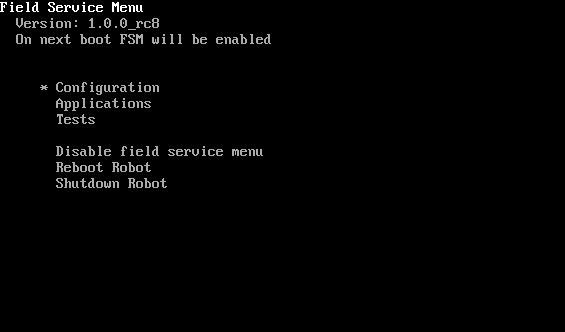 Field Service Menu
Version: 1.0.0_rc8
On next boot FSM will be enabled
* Configuration
Applications
Tests
Disable field service menu
Reboot Robot
Shutdown Robot